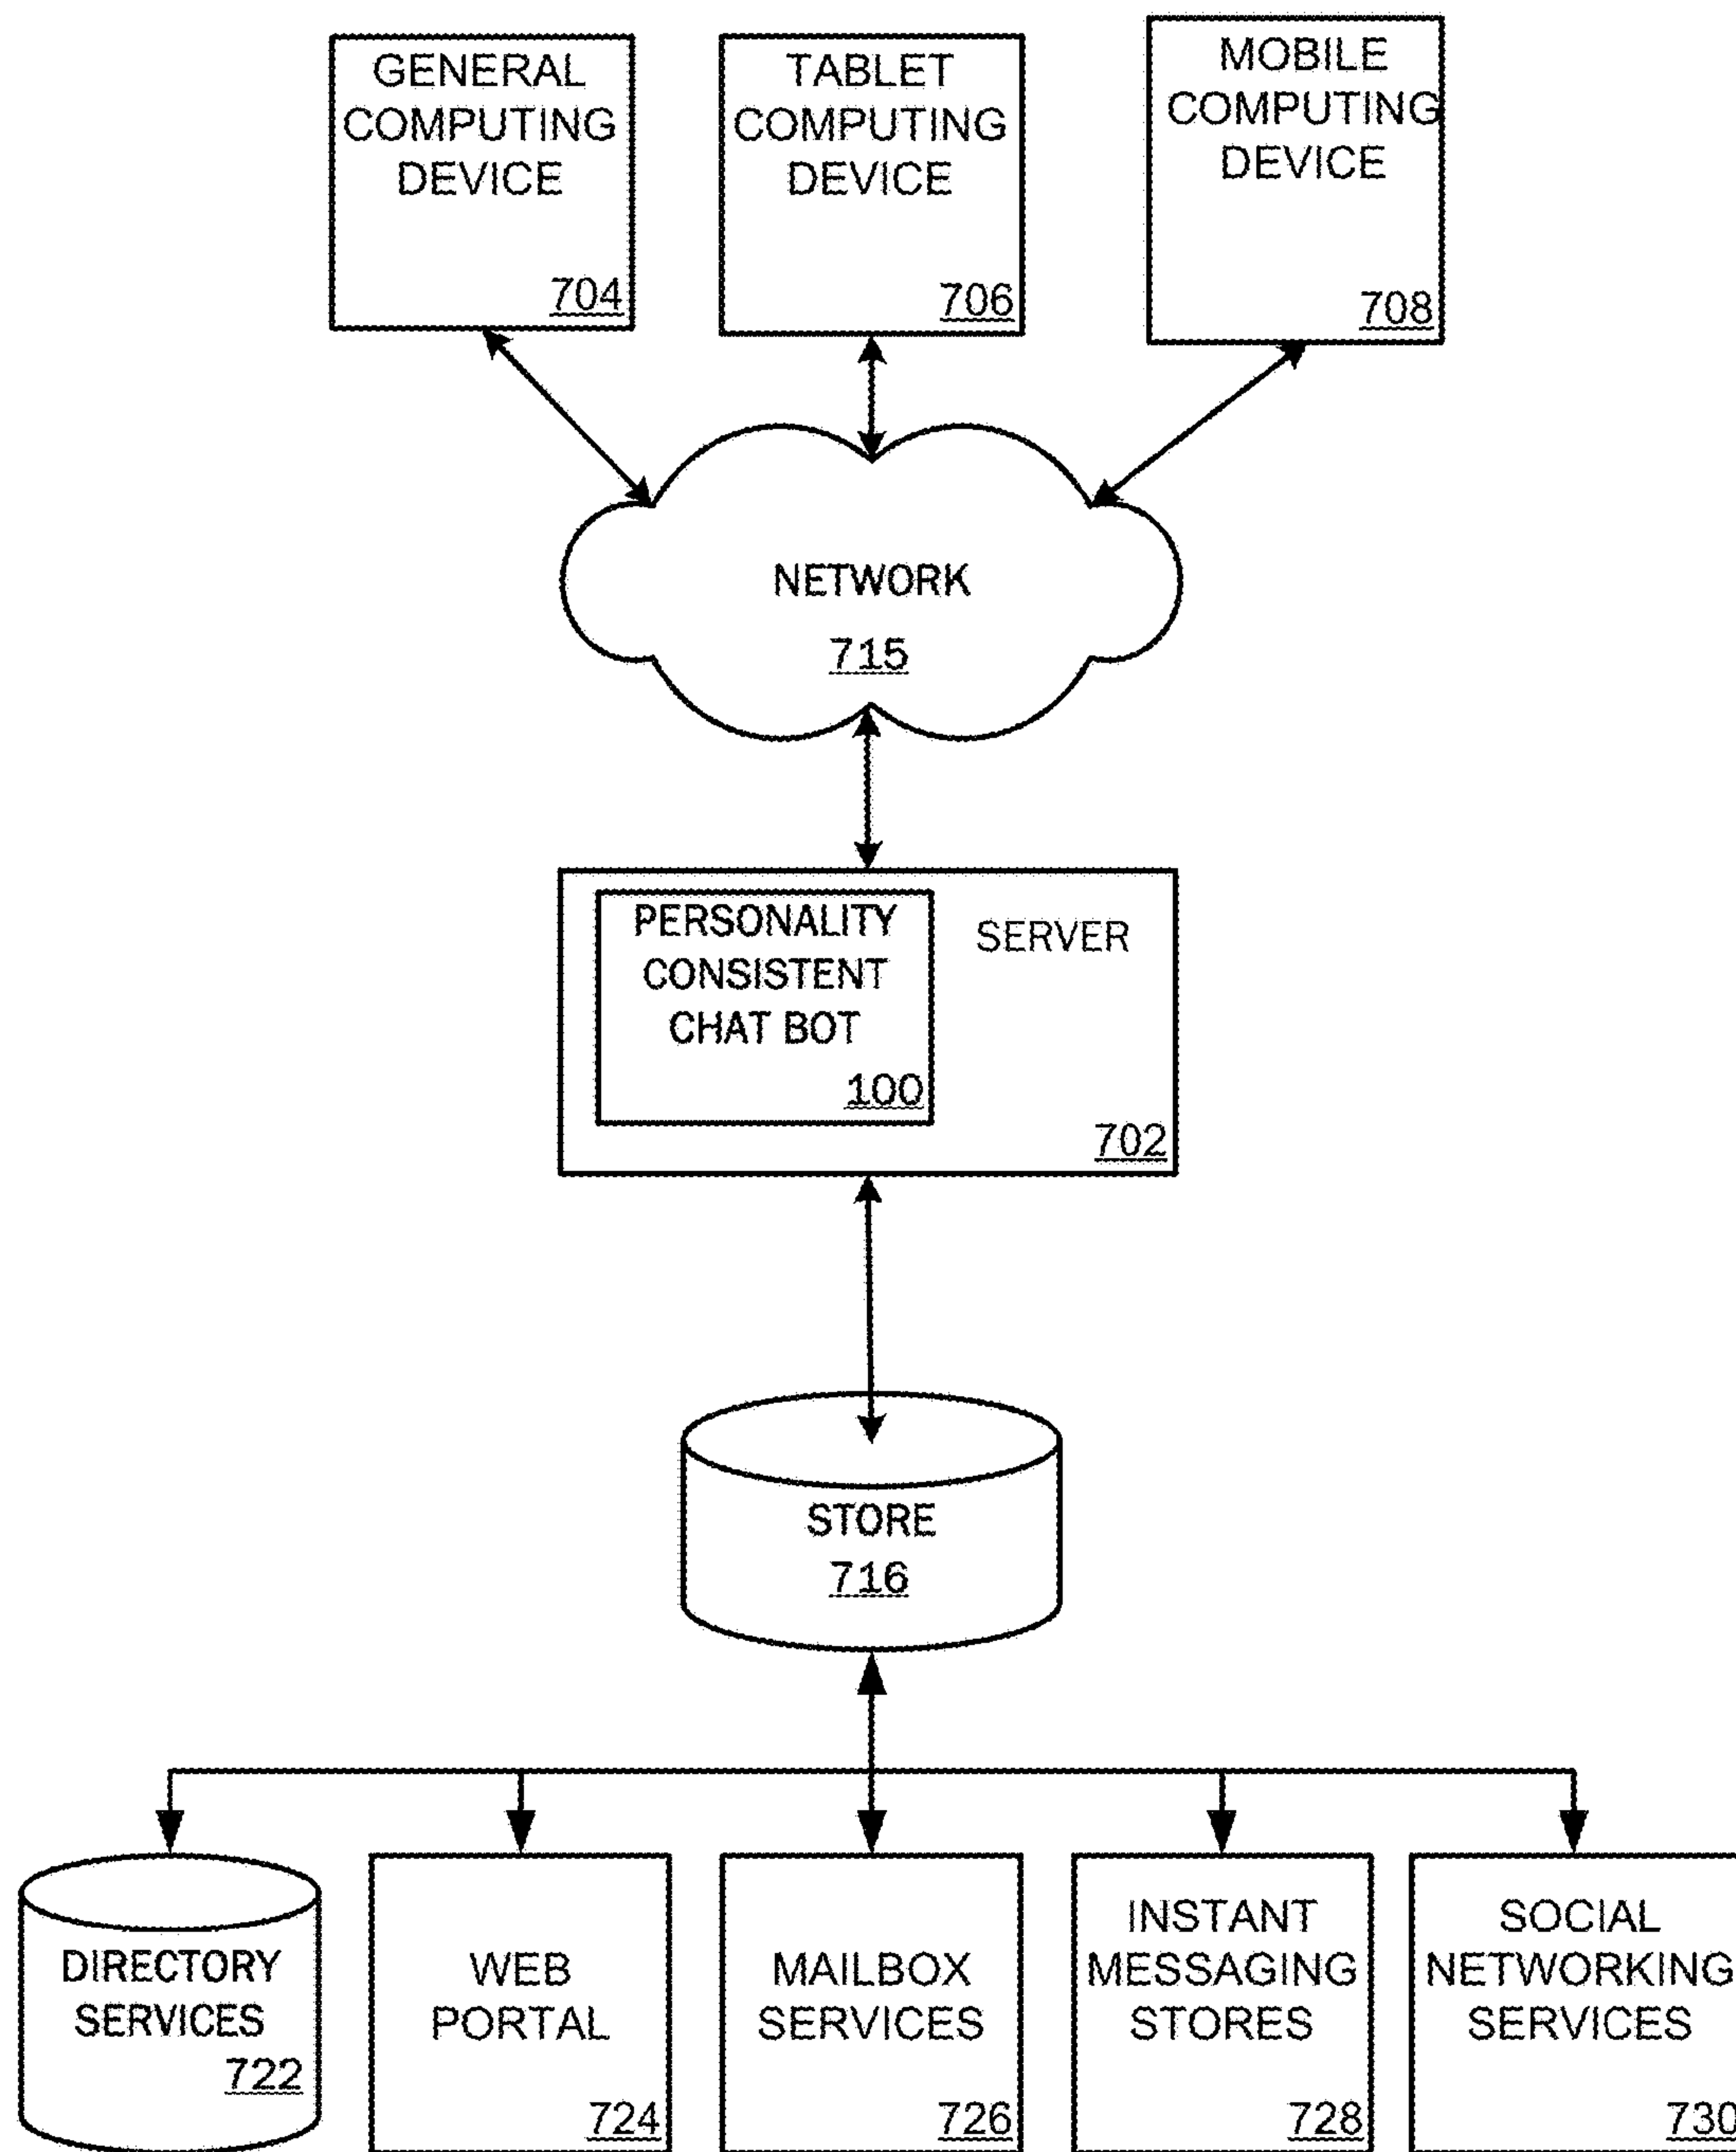 GENERAL
COMPUTING
DEVICE
704
TABLET
COMPUTING
DEVICE
706
MOBILE
COMPUTING
DEVICE
708
NETWORK
715
PERSONALITY
CONSISTENT
CHAT BOT
100
SERVER
702
STORE
716
DIRECTORY
SERVICES
722
WEB
PORTAL
724
MAILBOX
SERVICES
726
INSTANT
MESSAGING
STORES
728
SOCIAL
NETWORKING
SERVICES
730